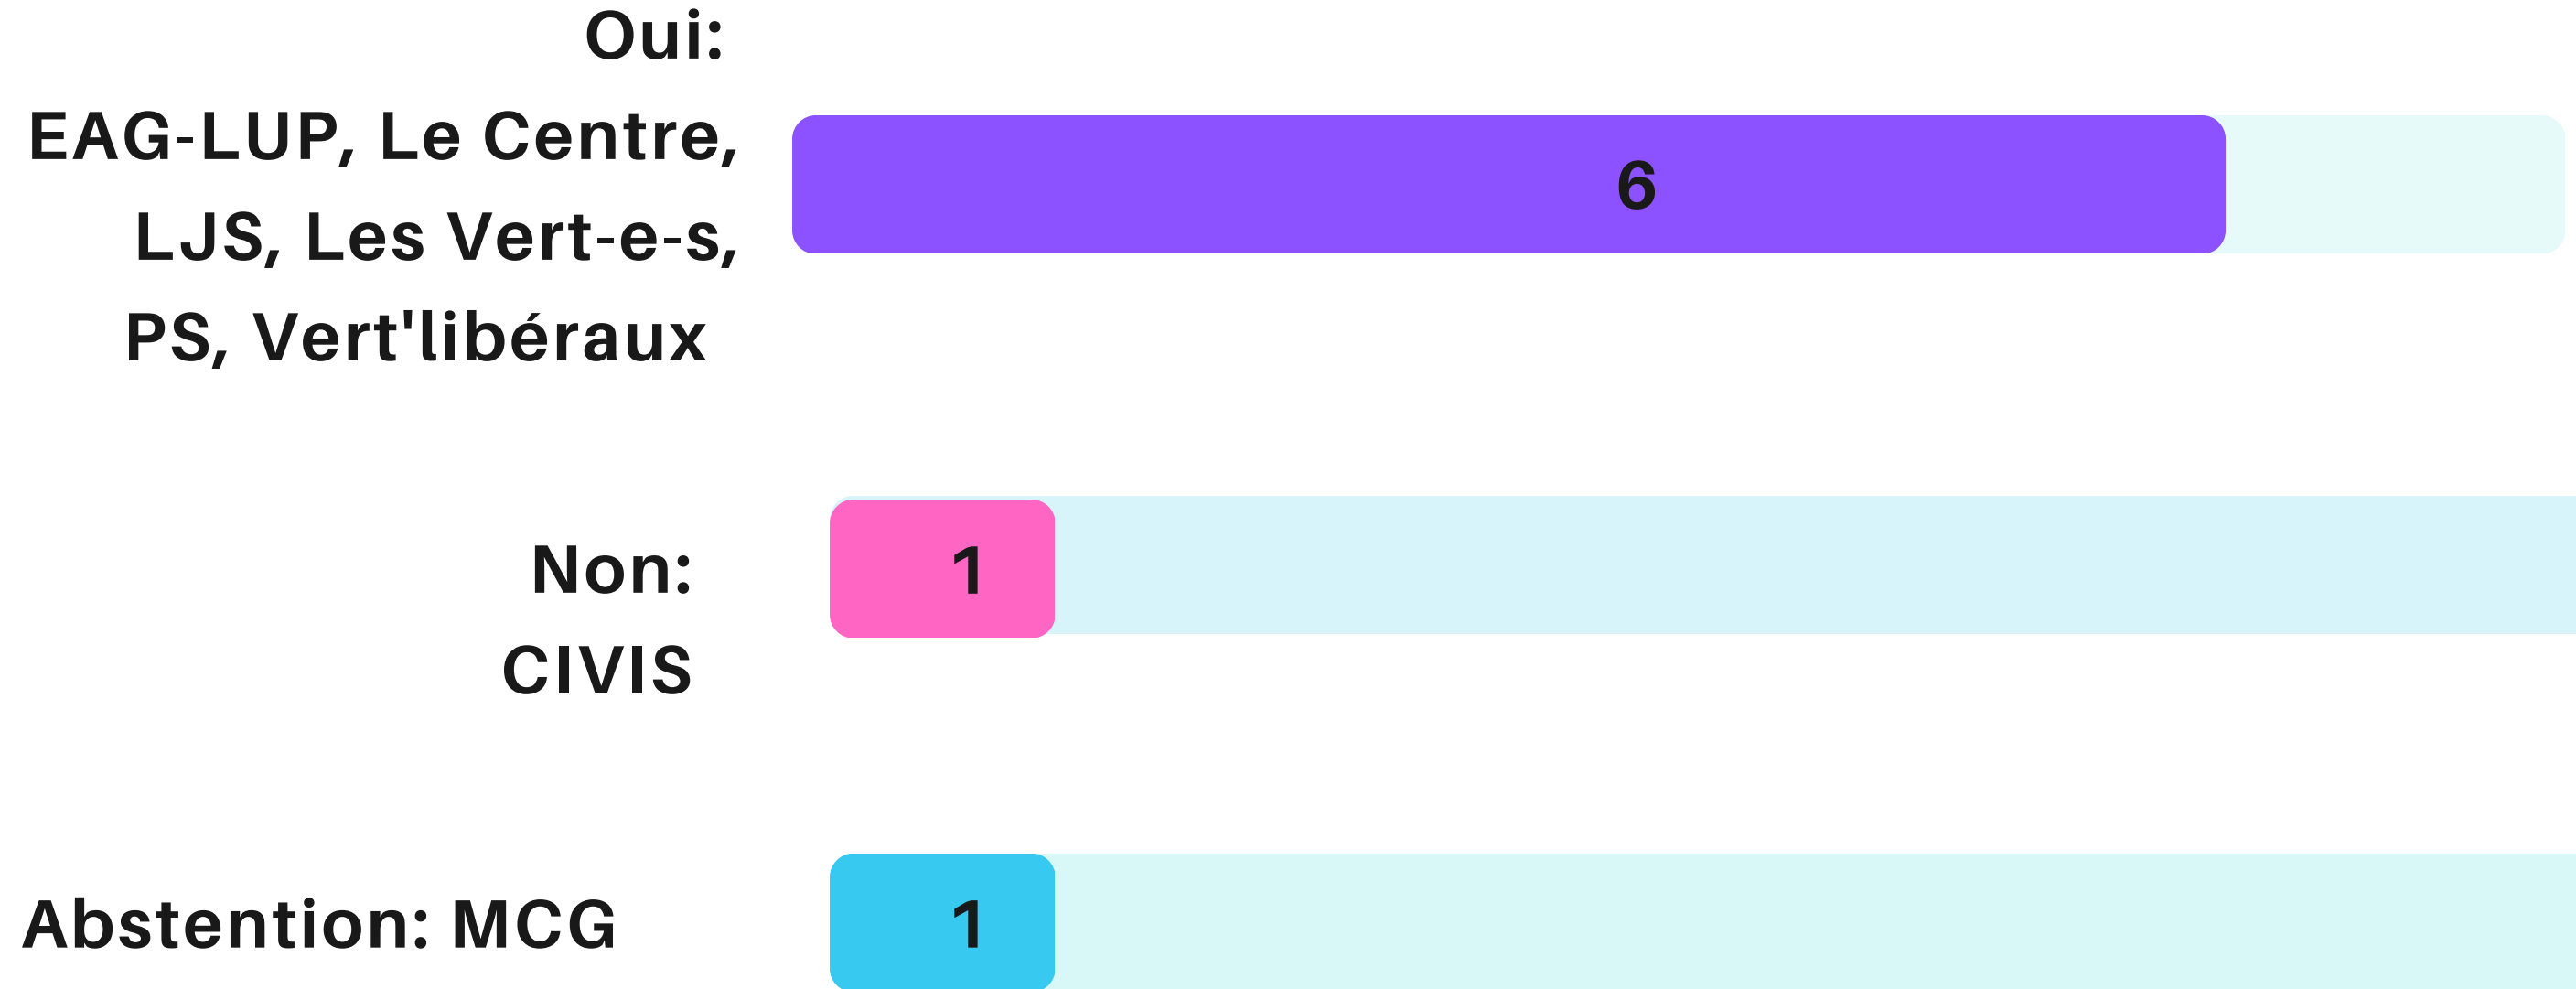 Oui:
EAG-LUP, Le Centre,
LJS, Les Vert-e-s,
PS, Vert'libéraux
6
Non:
CIVIS
1
Abstention: MCG
1